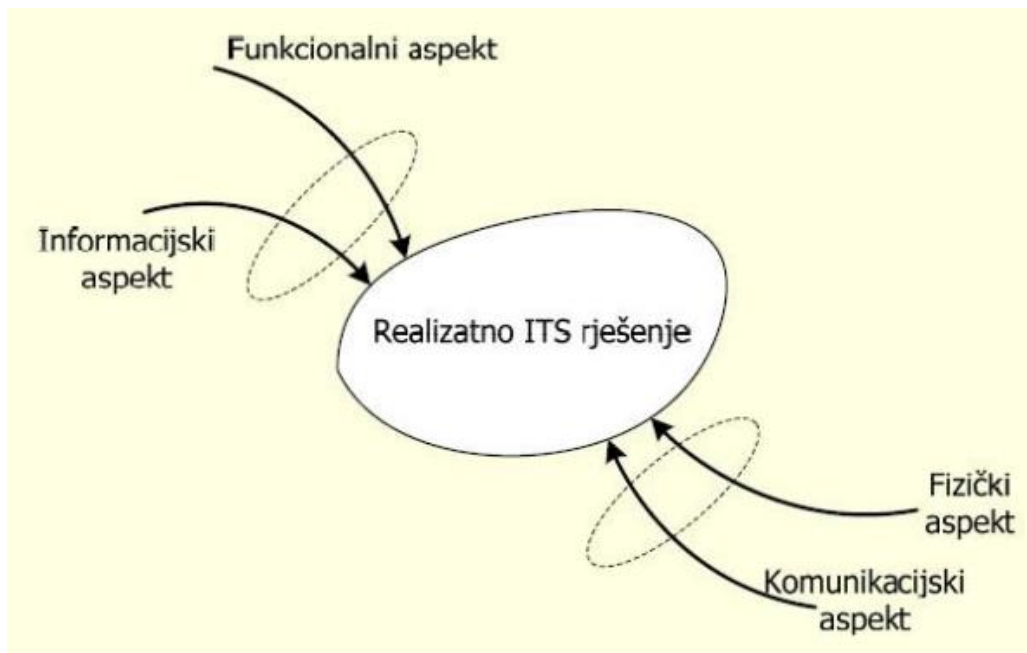 Funkcionalni aspekt
Informacijski
aspekt
Realizatno ITS rješenje
Fizički
aspekt
Komunikacijski
aspekt